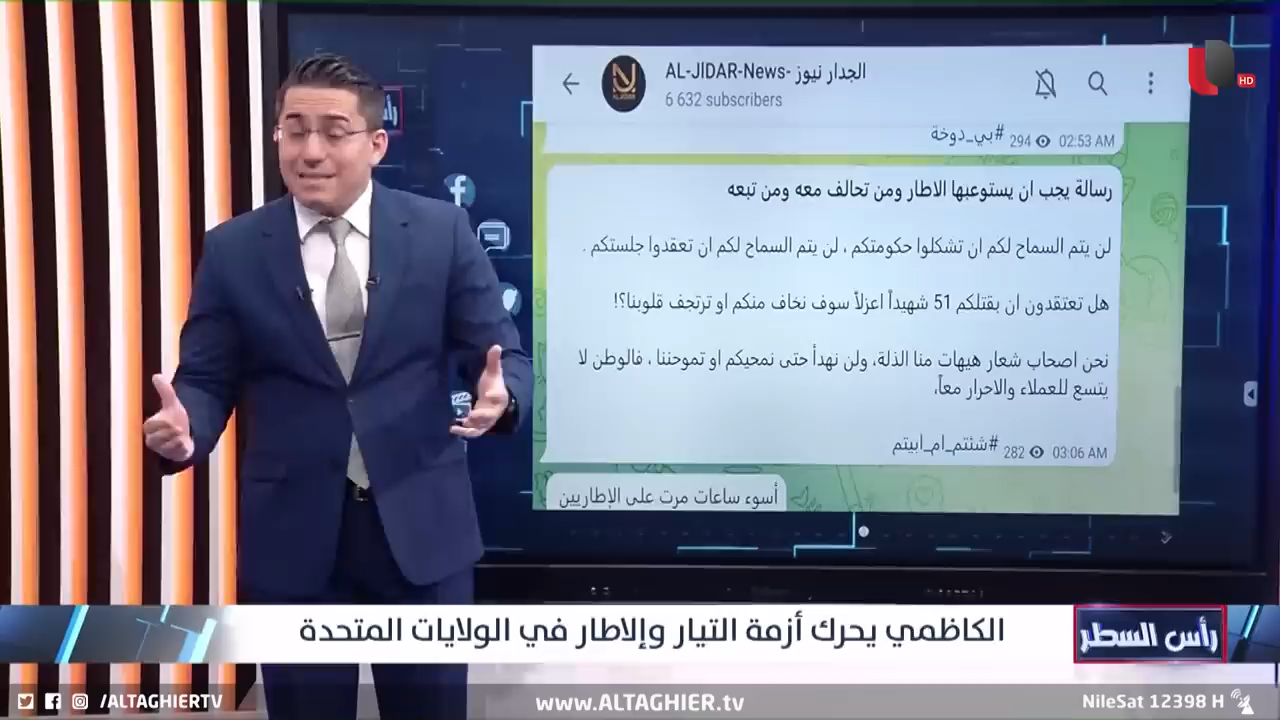 AL-JIDAR-News- الجدار نيوز
6 632 subscribers
HD
#بي_دوخة 294 02:53 AM
رسالة يجب ان يستوعبها الاطار ومن تحالف معه ومن تبعه
لن يتم السماح لكم ان تشكلوا حكومتكم ، لن يتم السماح لكم ان تعقدوا جلستكم .
هل تعتقدون ان بقتلكم 51 شهيداً اعزلاً سوف نخاف منكم او ترتجف قلوبنا؟!
نحن اصحاب شعار هيهات منا الذلة، ولن نهدأ حتى نمحيكم او تموحننا ، فالوطن لا
يتسع للعملاء والاحرار معاً،
#شئتم_ام_ابيتم 282 03:06 AM
أسوء ساعات مرت على الإطاريين
رأس السطر
الكاظمي يحرك أزمة التيار وإلاطار في الولايات المتحدة
/ALTAGHIERTV
www.ALTAGHIER.tv
NileSat 12398 H